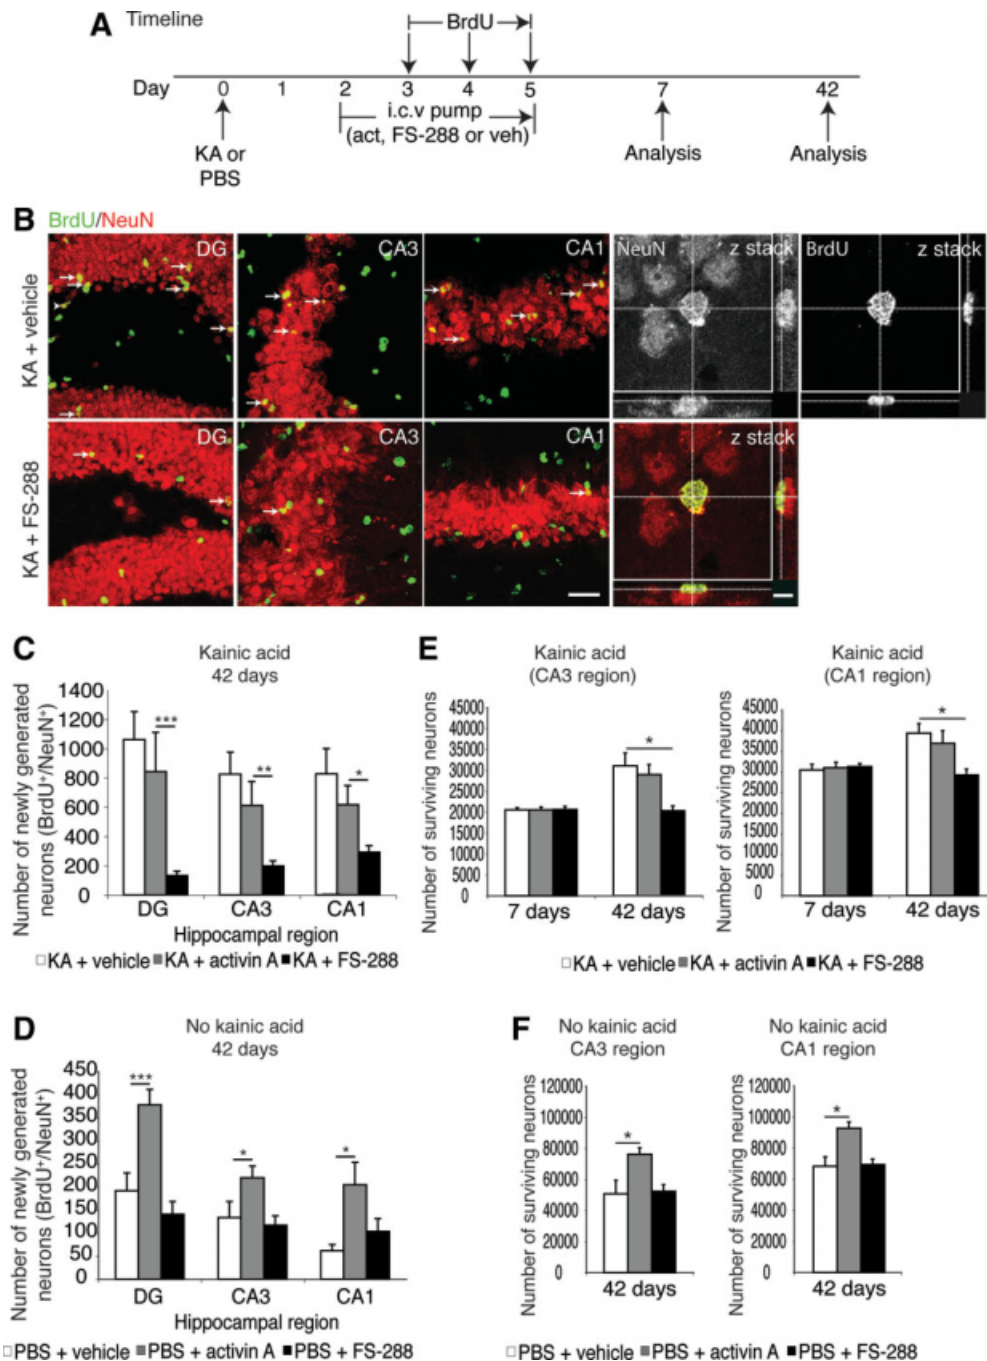 A Timeline
BrdU
Day 0 1 2 3 4 5 7 42
i.c.v pump
(act, FS-288 or veh)
KA or
PBS
Analysis
Analysis
B BrdU/NeuN
KA + vehicle
DG
CA3
CA1
NeuN z stack
BrdU z stack
KA + FS-288
DG
CA3
CA1
z stack
C
Kainic acid
42 days
Number of newly generated
neurons (BrdU+/NeuN+)
1400
1200
1000
800
600
400
200
0
***
**
*
DG CA3 CA1
Hippocampal region
KA + vehicle KA + activin A KA + FS-288
E
Kainic acid
(CA3 region)
Number of surviving neurons
45000
40000
35000
30000
25000
20000
15000
10000
5000
0
*
7 days 42 days
Kainic acid
(CA1 region)
Number of surviving neurons
45000
40000
35000
30000
25000
20000
15000
10000
5000
0
*
7 days 42 days
KA + vehicle KA + activin A KA + FS-288
D
No kainic acid
42 days
Number of newly generated
neurons (BrdU+/NeuN+)
450
400
350
300
250
200
150
100
50
0
***
*
*
DG CA3 CA1
Hippocampal region
PBS + vehicle PBS + activin A PBS + FS-288
F
No kainic acid
CA3 region
Number of surviving neurons
120000
100000
80000
60000
40000
20000
0
*
42 days
No kainic acid
CA1 region
Number of surviving neurons
120000
100000
80000
60000
40000
20000
0
*
42 days
PBS + vehicle PBS + activin A PBS + FS-288